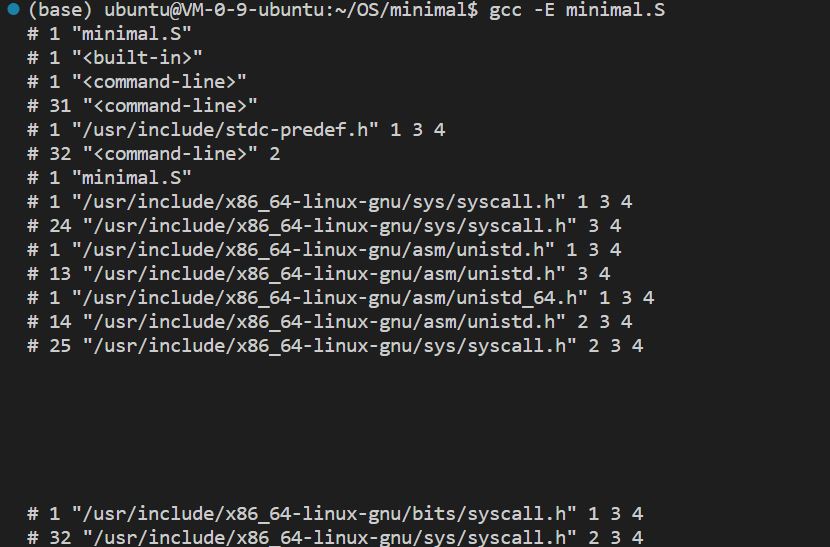 (base) ubuntu@VM-0-9-ubuntu:~/OS/minimal$ gcc -E minimal.S
# 1 "minimal.S"
# 1 "<built-in>"
# 1 "<command-line>"
# 31 "<command-line>"
# 1 "/usr/include/stdc-predef.h" 1 3 4
# 32 "<command-line>" 2
# 1 "minimal.S"
# 1 "/usr/include/x86_64-linux-gnu/sys/syscall.h" 1 3 4
# 24 "/usr/include/x86_64-linux-gnu/sys/syscall.h" 3 4
# 1 "/usr/include/x86_64-linux-gnu/asm/unistd.h" 1 3 4
# 13 "/usr/include/x86_64-linux-gnu/asm/unistd.h" 3 4
# 1 "/usr/include/x86_64-linux-gnu/asm/unistd_64.h" 1 3 4
# 14 "/usr/include/x86_64-linux-gnu/asm/unistd.h" 2 3 4
# 25 "/usr/include/x86_64-linux-gnu/sys/syscall.h" 2 3 4
# 1 "/usr/include/x86_64-linux-gnu/bits/syscall.h" 1 3 4
# 32 "/usr/include/x86_64-linux-gnu/sys/syscall.h" 2 3 4